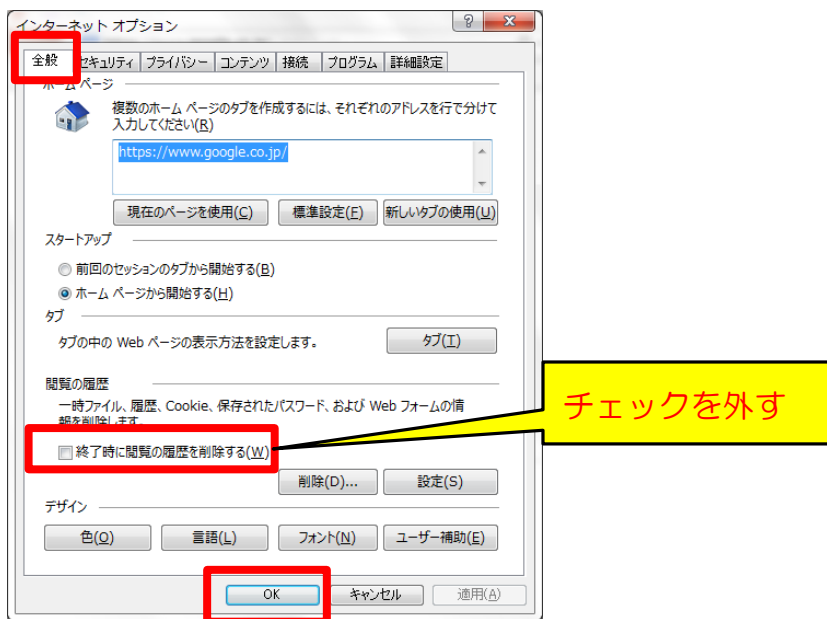 インターネット オプション
全般 セキュリティ プライバシー コンテンツ 接続 プログラム 詳細設定
ホーム ページ
複数のホーム ページのタブを作成するには、それぞれのアドレスを行で分けて
入力してください(R)
https://www.google.co.jp/
現在のページを使用(C) 標準設定(F) 新しいタブの使用(U)
スタートアップ
前回のセッションのタブから開始する(B)
ホーム ページから開始する(H)
タブ
タブの中の Web ページの表示方法を設定します。 タブ(T)
閲覧の履歴
一時ファイル、履歴、Cookie、保存されたパスワード、および Web フォームの情
報を削除します。
チェックを外す
終了時に閲覧の履歴を削除する(W)
削除(D)... 設定(S)
デザイン
色(O) 言語(L) フォント(N) ユーザー補助(E)
OK キャンセル 適用(A)